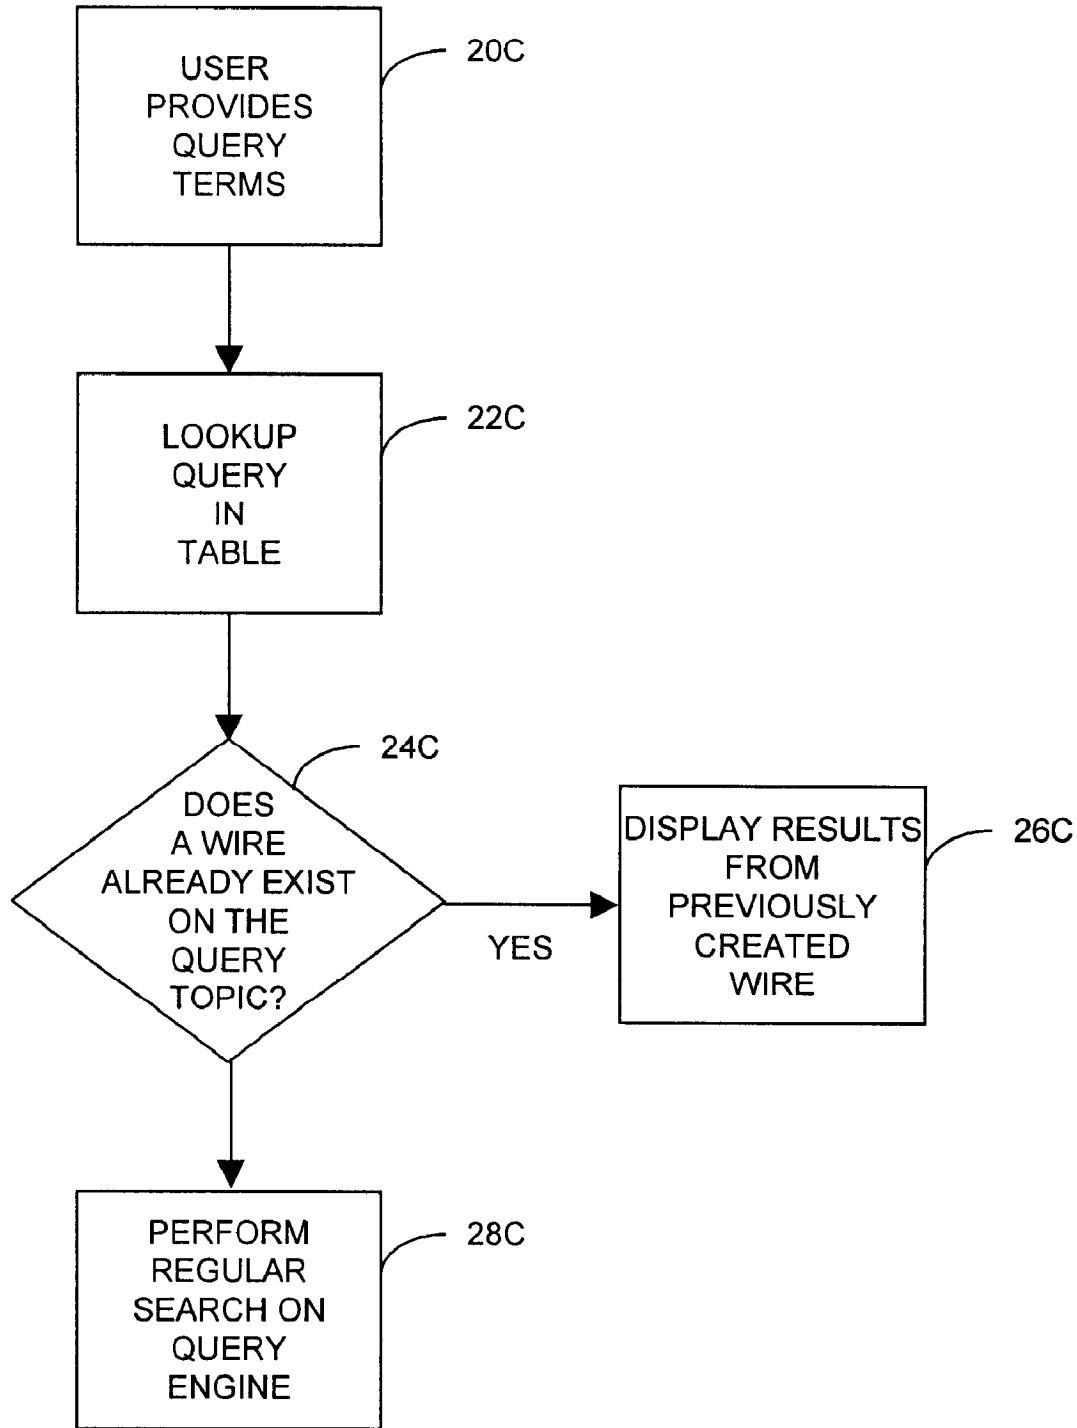 USER
PROVIDES
QUERY
TERMS
20C
LOOKUP
QUERY
IN
TABLE
22C
DOES
A WIRE
ALREADY EXIST
ON THE
QUERY
TOPIC?
24C
YES
DISPLAY RESULTS
FROM
PREVIOUSLY
CREATED
WIRE
26C
PERFORM
REGULAR
SEARCH ON
QUERY
ENGINE
28C